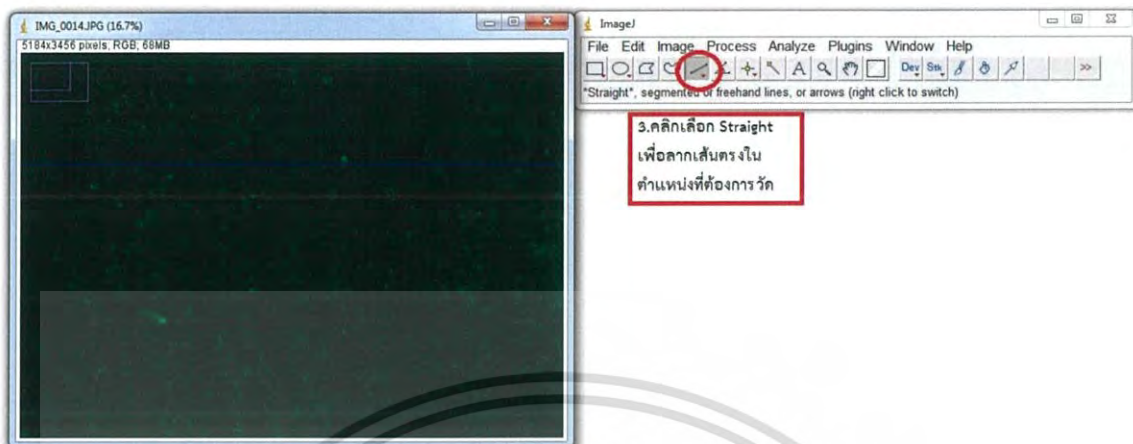 IMG_0014.JPG (16.7%)
5184x3456 pixels; RGB; 68MB
ImageJ
File Edit Image Process Analyze Plugins Window Help
A Dev Stk >>
*Straight*, segmented or freehand lines, or arrows (right click to switch)
3.คลิกเลือก Straight
เพื่อลากเส้นตรงใน
ตำแหน่งที่ต้องการวัด